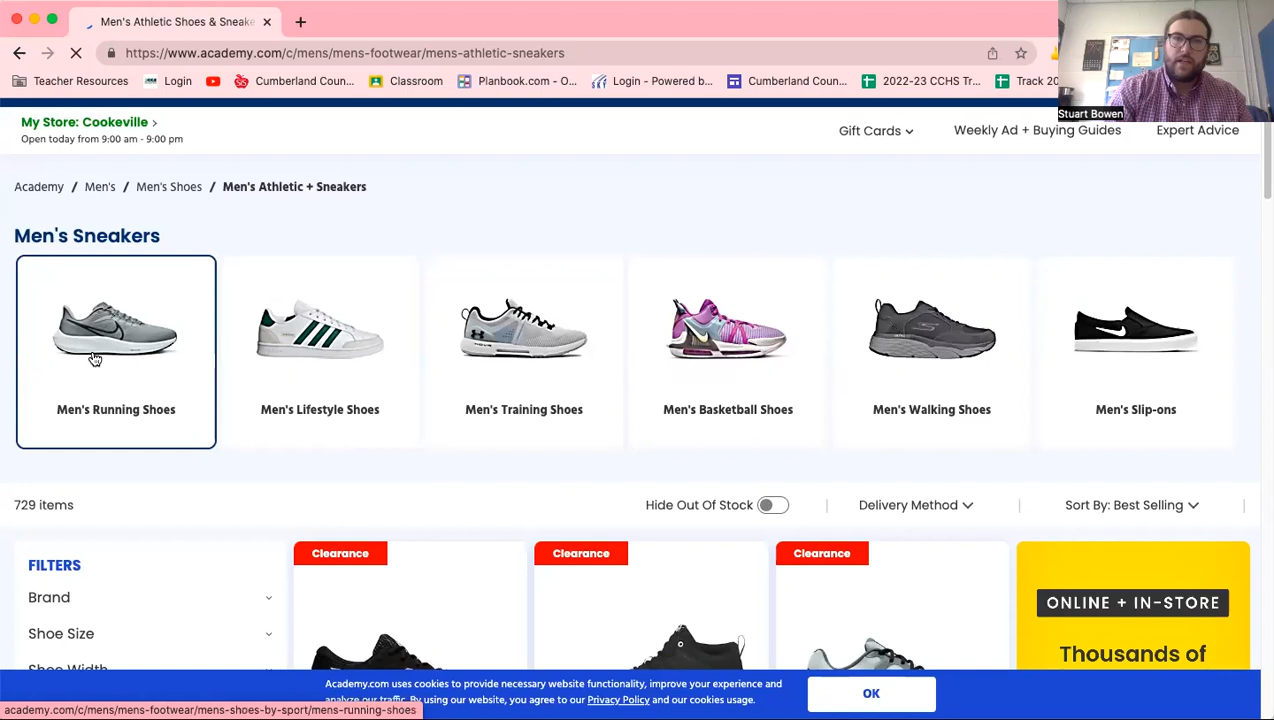 Men's Athletic Shoes & Sneake
https://www.academy.com/c/mens/mens-footwear/mens-athletic-sneakers
Teacher Resources
Login
Cumberland Coun...
Classroom
Planbook.com - O...
Login - Powered b...
Cumberland Coun...
2022-23 CCHS Tr...
Track 20
Stuart Bowen
My Store: Cookeville
Open today from 9:00 am - 9:00 pm
Gift Cards
Weekly Ad + Buying Guides
Expert Advice
Academy / Men's / Men's Shoes / Men's Athletic + Sneakers
Men's Sneakers
Men's Running Shoes
Men's Lifestyle Shoes
Men's Training Shoes
Men's Basketball Shoes
Men's Walking Shoes
Men's Slip-ons
729 items
Hide Out Of Stock
Delivery Method
Sort By: Best Selling
FILTERS
Brand
Shoe Size
Shoe Width
Clearance
Clearance
Clearance
ONLINE + IN-STORE
Thousands of
Academy.com uses cookies to provide necessary website functionality, improve your experience and
analyze our traffic. By using our website, you agree to our Privacy Policy and our cookies usage.
OK
academy.com/c/mens/mens-footwear/mens-shoes-by-sport/mens-running-shoes